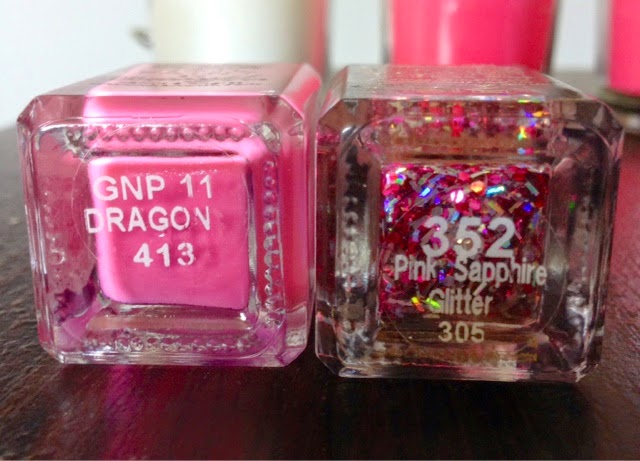 GNP 11
DRAGON
413
352
Pink Sapphire
Glitter
305